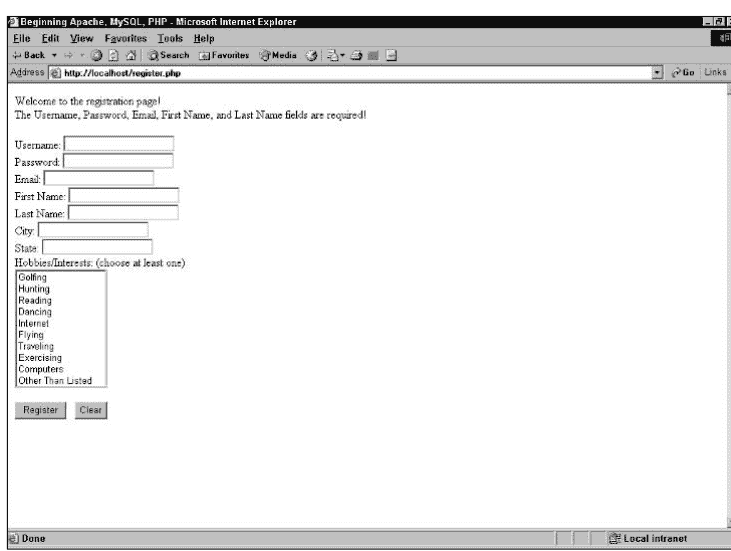 Beginning Apache, MySQL, PHP - Microsoft Internet Explorer
File Edit View Favorites Tools Help
Back Search Favorites Media
Address http://localhost/register.php Go Links
Welcome to the registration page!
The Username, Password, Email, First Name, and Last Name fields are required!
Username:
Password:
Email:
First Name:
Last Name:
City:
State:
Hobbies/Interests: (choose at least one)
Golfing
Hunting
Reading
Dancing
Internet
Flying
Traveling
Exercising
Computers
Other Than Listed
Register Clear
Done Local intranet